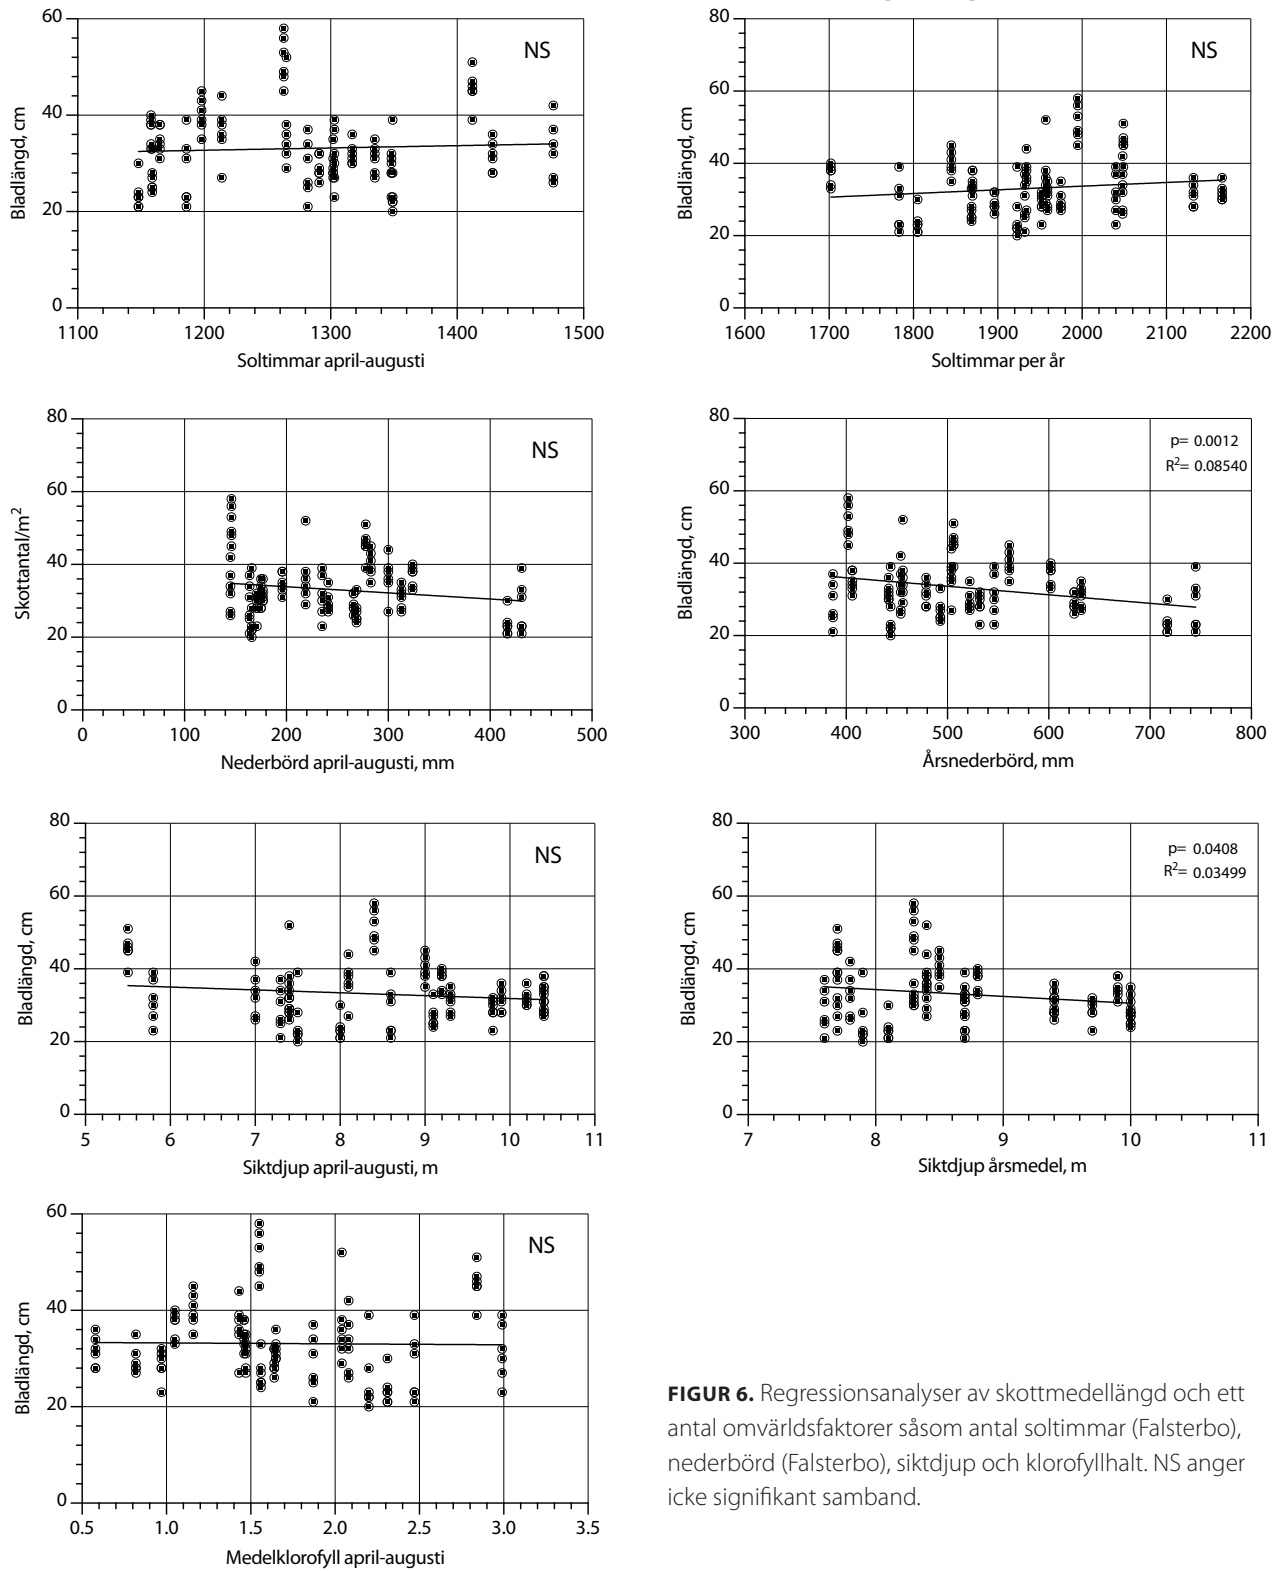 60
40
20
0
Bladlängd, cm
NS
1100 1200 1300 1400 1500
Soltimmar april-augusti
80
60
40
20
0
Bladlängd, cm
NS
1600 1700 1800 1900 2000 2100 2200
Soltimmar per år
80
60
40
20
0
Skottantal/m²
NS
0 100 200 300 400 500
Nederbörd april-augusti, mm
80
60
40
20
0
Bladlängd, cm
p= 0.0012
R²= 0.08540
300 400 500 600 700 800
Årsnederbörd, mm
80
60
40
20
0
Bladlängd, cm
NS
5 6 7 8 9 10 11
Siktdjup april-augusti, m
80
60
40
20
0
Bladlängd, cm
p= 0.0408
R²= 0.03499
7 8 9 10 11
Siktdjup årsmedel, m
60
40
20
0
Bladlängd, cm
NS
0.5 1.0 1.5 2.0 2.5 3.0 3.5
Medelklorofyll april-augusti
FIGUR 6. Regressionsanalyser av skottmedellängd och ett
antal omvärldsfaktorer såsom antal soltimmar (Falsterbo),
nederbörd (Falsterbo), siktdjup och klorofyllhalt. NS anger
icke signifikant samband.